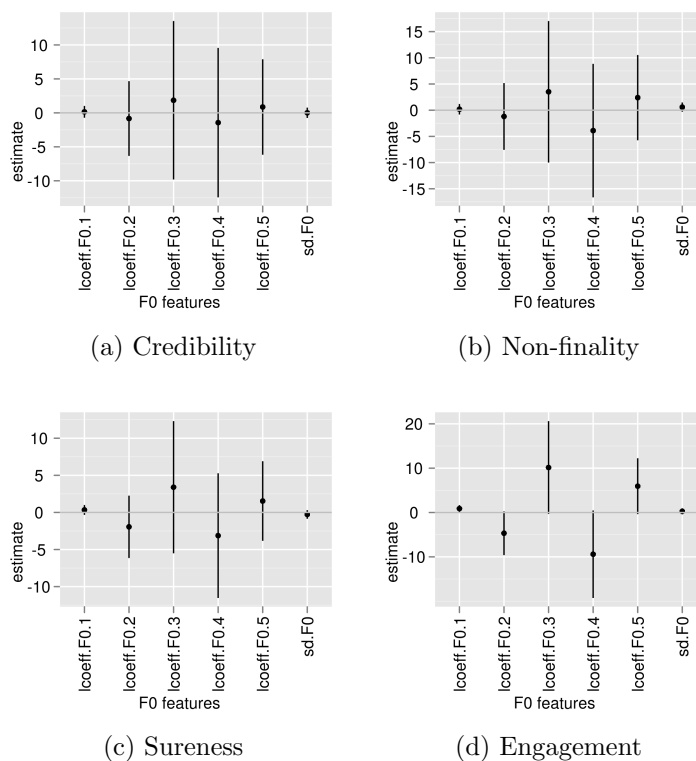 estimate
10
5
0
-5
-10
lcoeff.F0.1
lcoeff.F0.2
lcoeff.F0.3
lcoeff.F0.4
lcoeff.F0.5
sd.F0
F0 features
(a) Credibility
estimate
15
10
5
0
-5
-10
-15
lcoeff.F0.1
lcoeff.F0.2
lcoeff.F0.3
lcoeff.F0.4
lcoeff.F0.5
sd.F0
F0 features
(b) Non-finality
estimate
10
5
0
-5
-10
lcoeff.F0.1
lcoeff.F0.2
lcoeff.F0.3
lcoeff.F0.4
lcoeff.F0.5
sd.F0
F0 features
(c) Sureness
estimate
20
10
0
-10
lcoeff.F0.1
lcoeff.F0.2
lcoeff.F0.3
lcoeff.F0.4
lcoeff.F0.5
sd.F0
F0 features
(d) Engagement